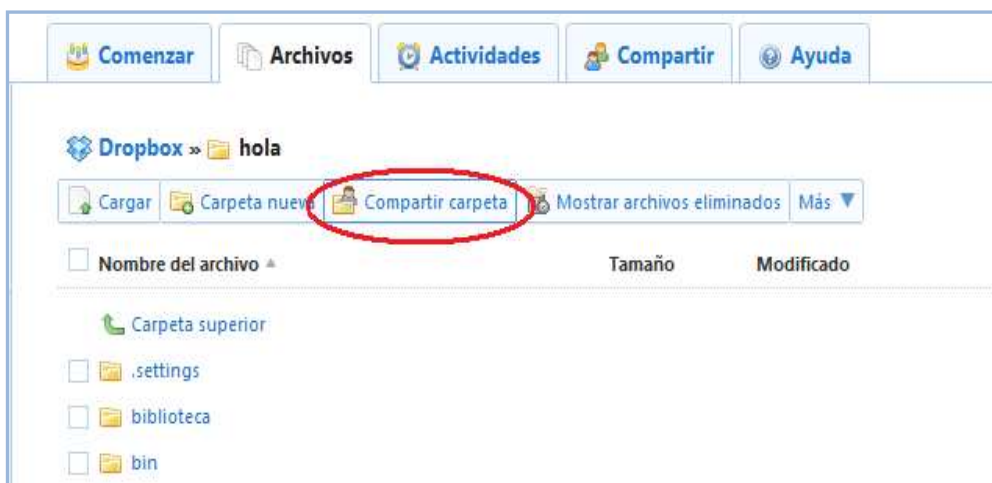 Comenzar Archivos Actividades Compartir Ayuda
Dropbox » hola
Cargar Carpeta nueva Compartir carpeta Mostrar archivos eliminados Más ▼
Nombre del archivo ▲ Tamaño Modificado
Carpeta superior
.settings
biblioteca
bin